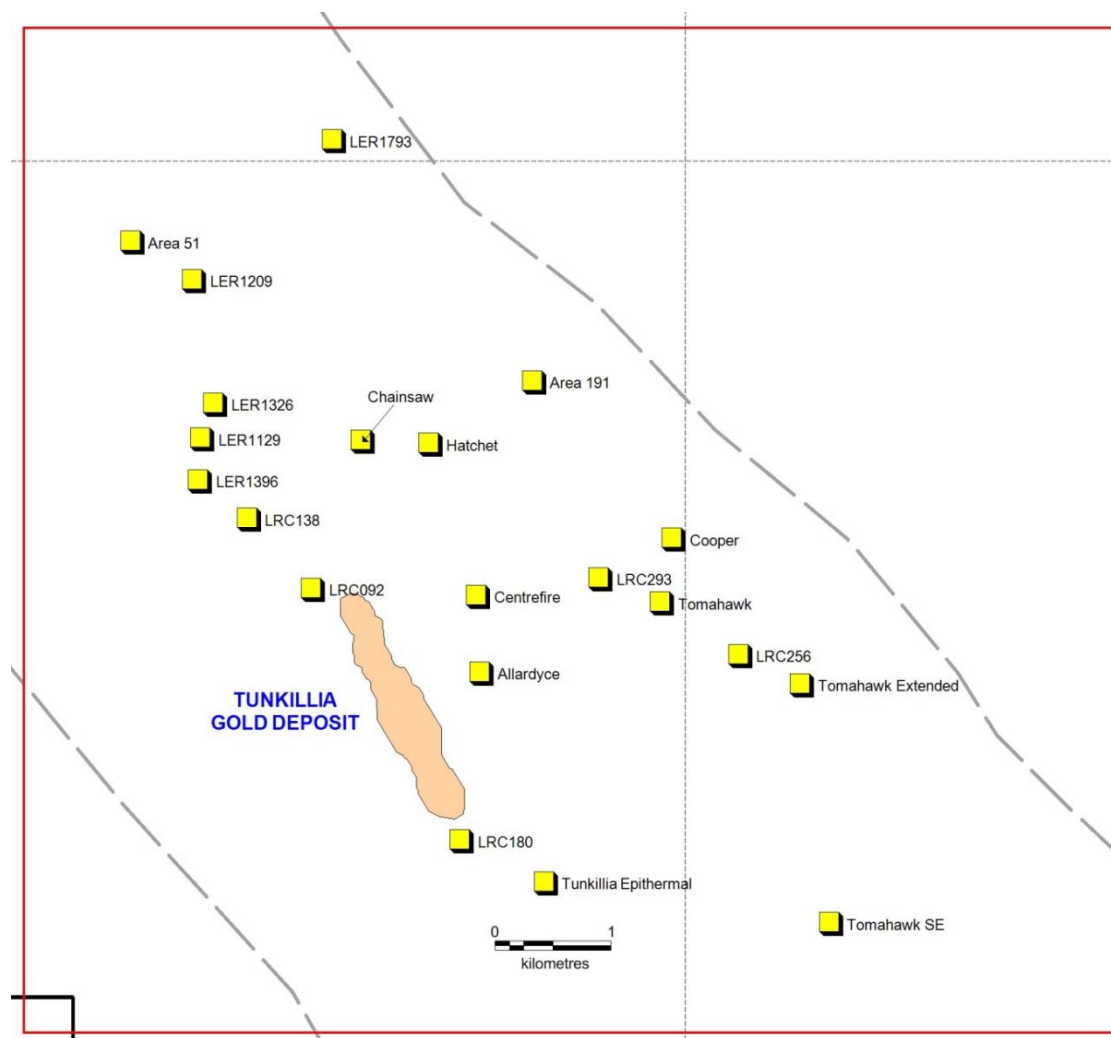 LER1793
Area 51
LER1209
Area 191
Chainsaw
LER1326
LER1129
Hatchet
LER1396
LRC138
Cooper
LRC293
LRC092
Centrefire
Tomahawk
LRC256
Allardyce
Tomahawk Extended
TUNKILLIA
GOLD DEPOSIT
LRC180
Tunkillia Epithermal
Tomahawk SE
0 1
kilometres